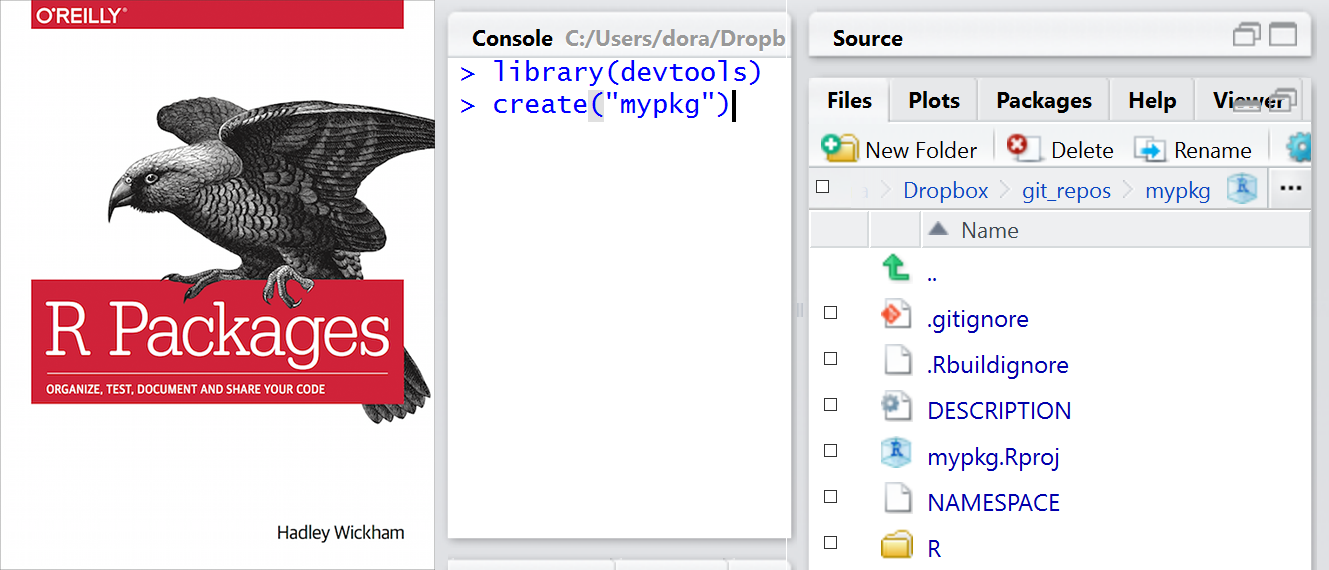 O'REILLY®
R Packages
ORGANIZE, TEST, DOCUMENT AND SHARE YOUR CODE
Hadley Wickham
Console C:/Users/dora/Dropb
> library(devtools)
> create("mypkg")
Source
Files Plots Packages Help Viewer
New Folder Delete Rename
Dropbox git_repos mypkg ...
Name
..
.gitignore
.Rbuildignore
DESCRIPTION
mypkg.Rproj
NAMESPACE
R